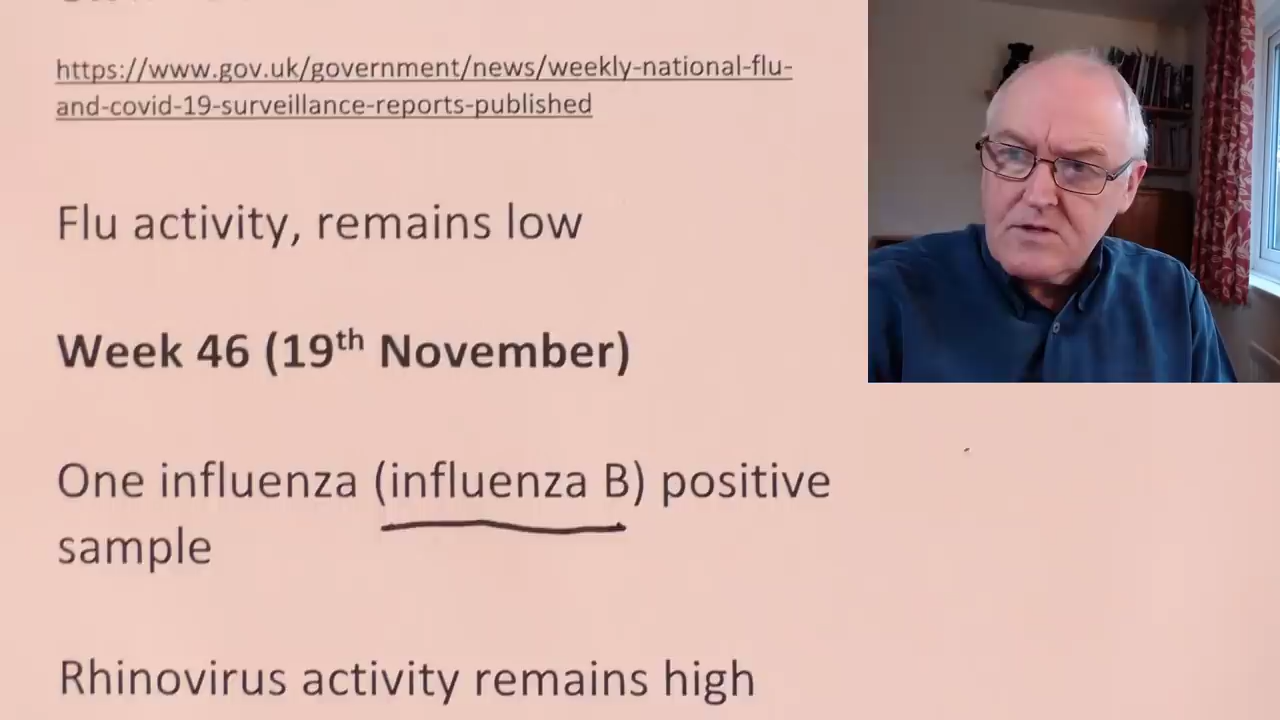 https://www.gov.uk/government/news/weekly-national-flu-
and-covid-19-surveillance-reports-published
Flu activity, remains low
Week 46 (19th November)
One influenza (influenza B) positive
sample
Rhinovirus activity remains high